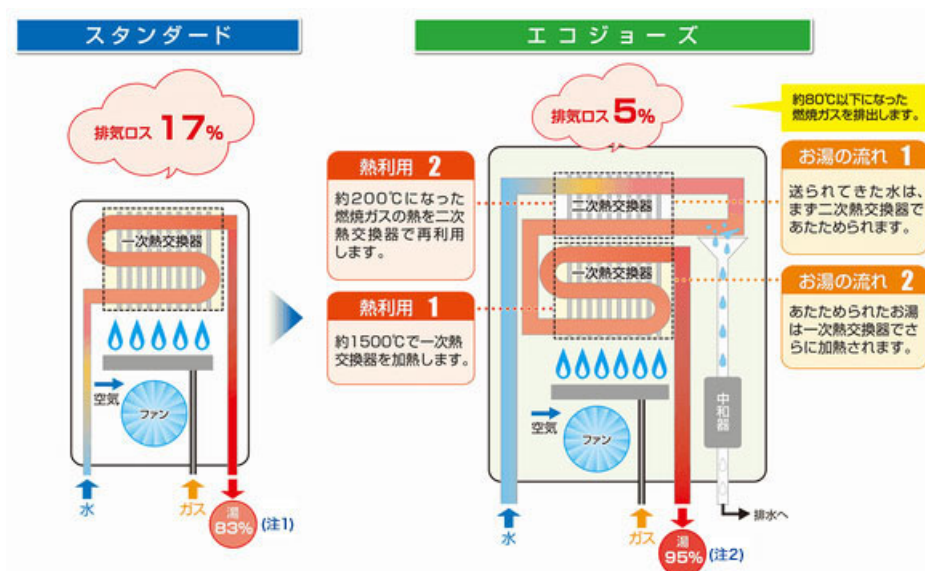 スタンダード
排気ロス 17%
一次熱交換器
空気
ファン
水
ガス
湯
83%
(注1)
エコジョーズ
排気ロス 5%
約80℃以下になった
燃焼ガスを排出します。
熱利用 2
約200℃になった
燃焼ガスの熱を二次
熱交換器で再利用
します。
熱利用 1
約1500℃で一次熱
交換器を加熱します。
二次熱交換器
一次熱交換器
空気
ファン
水
ガス
湯
95%
(注2)
中和器
排水へ
お湯の流れ 1
送られてきた水は、
まず二次熱交換器で
あたためられます。
お湯の流れ 2
あたためられたお湯
は一次熱交換器でさ
らに加熱されます。